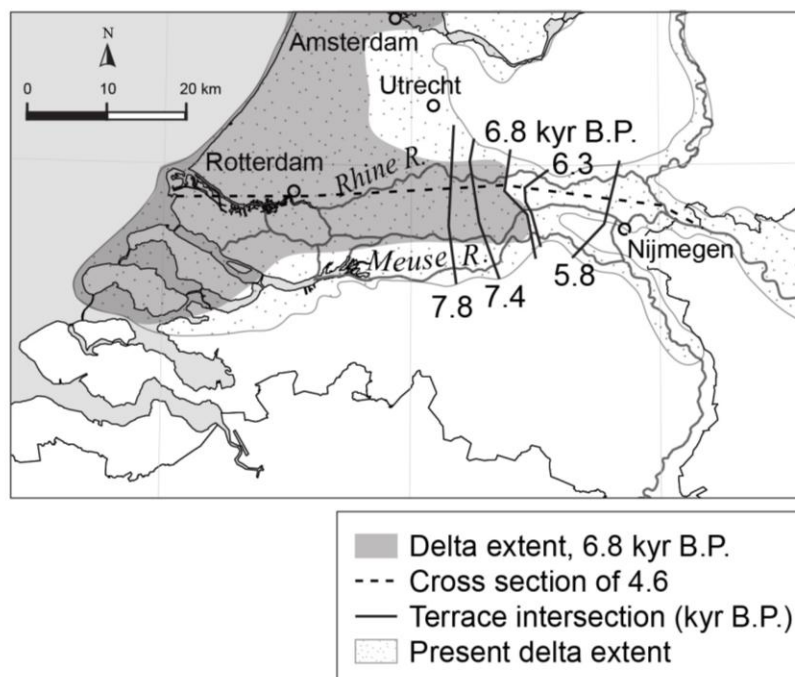 Amsterdam
N
Utrecht
0 10 20 km
6.8 kyr B.P.
Rotterdam
Rhine R.
6.3
Nijmegen
Meuse R.
5.8
7.8
7.4
Delta extent, 6.8 kyr B.P.
Cross section of 4.6
Terrace intersection (kyr B.P.)
Present delta extent